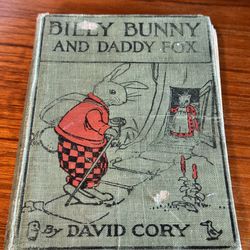 BILLY BUNNY
AND DADDY FOX
By DAVID CORY